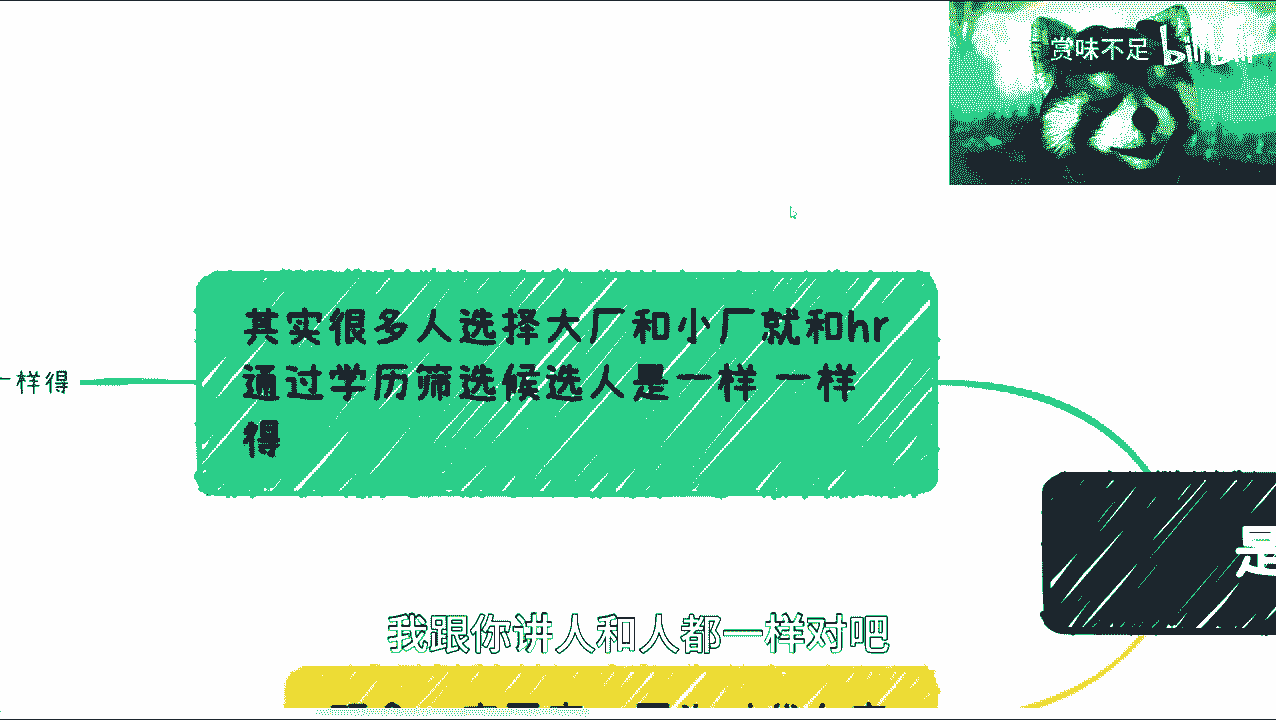 赏味不足 bilibili
其实很多人选择大厂和小厂就和hr
通过学历筛选候选人是一样 一样
得
一样得
是
我跟你讲人和人都一样对吧